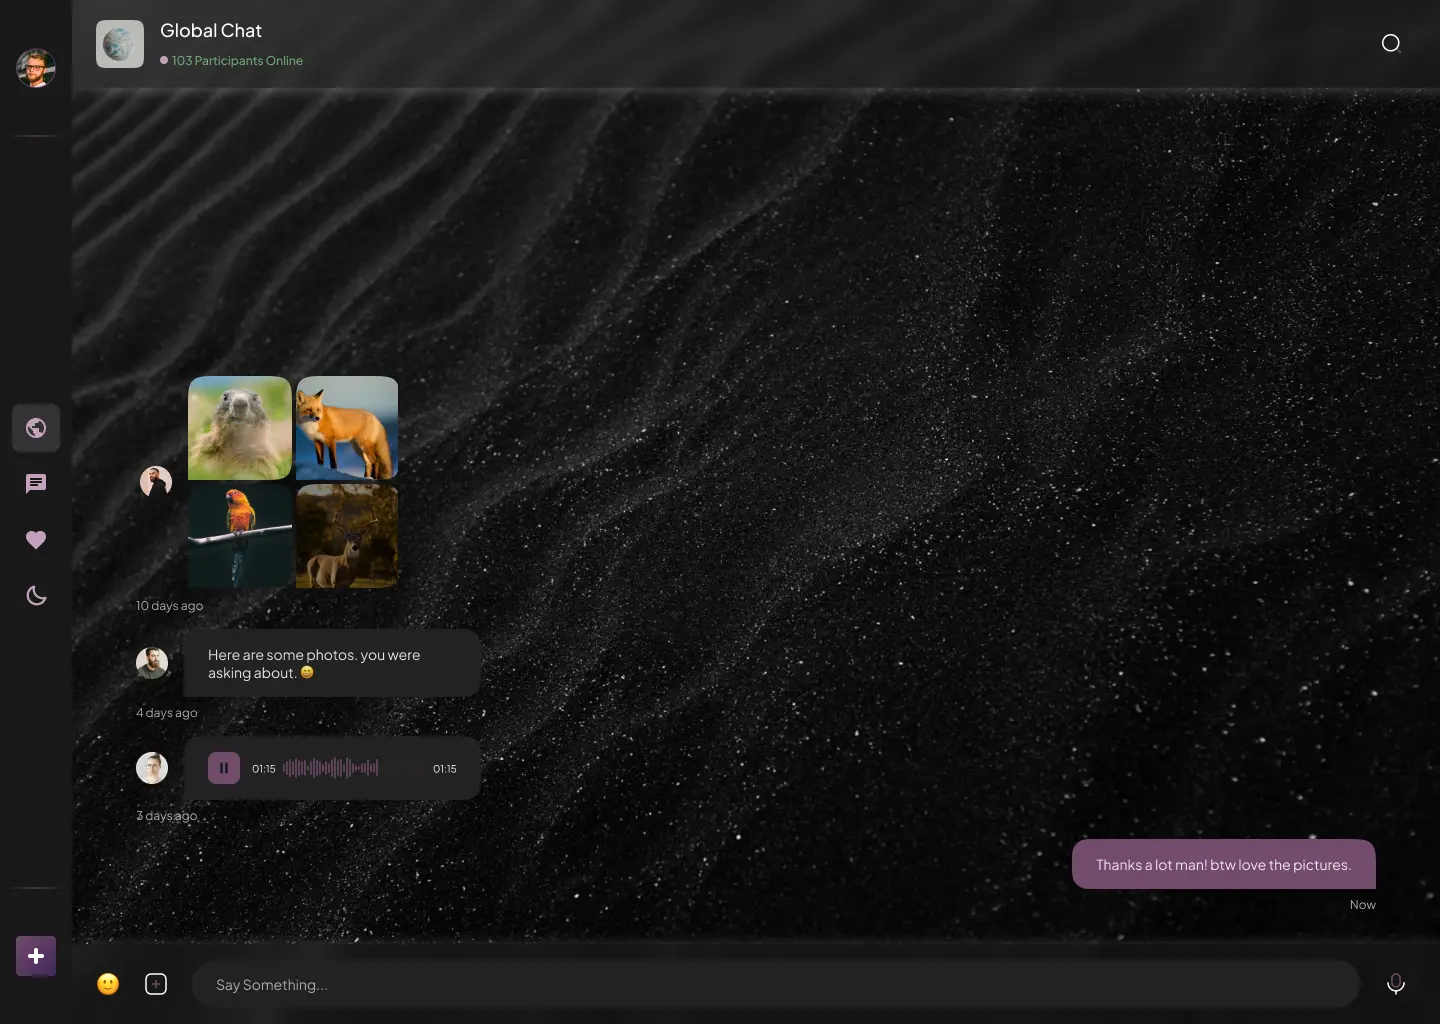 Global Chat
103 Participants Online
10 days ago
Here are some photos. you were
asking about. 😊
4 days ago
01:15 01:15
3 days ago
Thanks a lot man! btw love the pictures.
Now
Say Something...